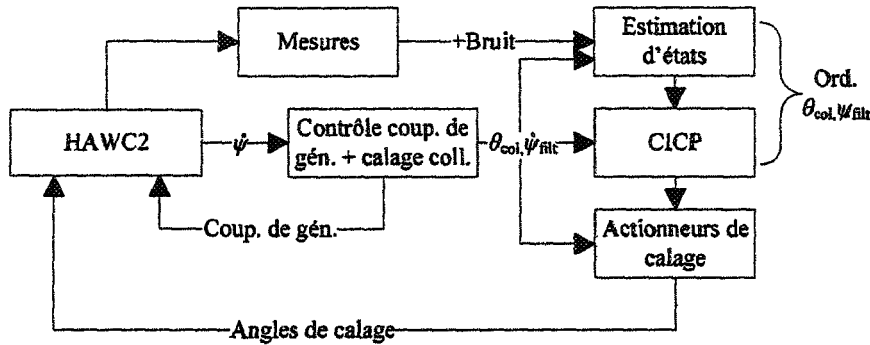 Mesures
+Bruit
Estimation
d'états
Ord.
θcol,ψfilt
HAWC2
ψ̇
Contrôle coup. de
gén. + calage coll.
θcol,ψ̇filt
CICP
Coup. de gén.
Actionneurs de
calage
Angles de calage